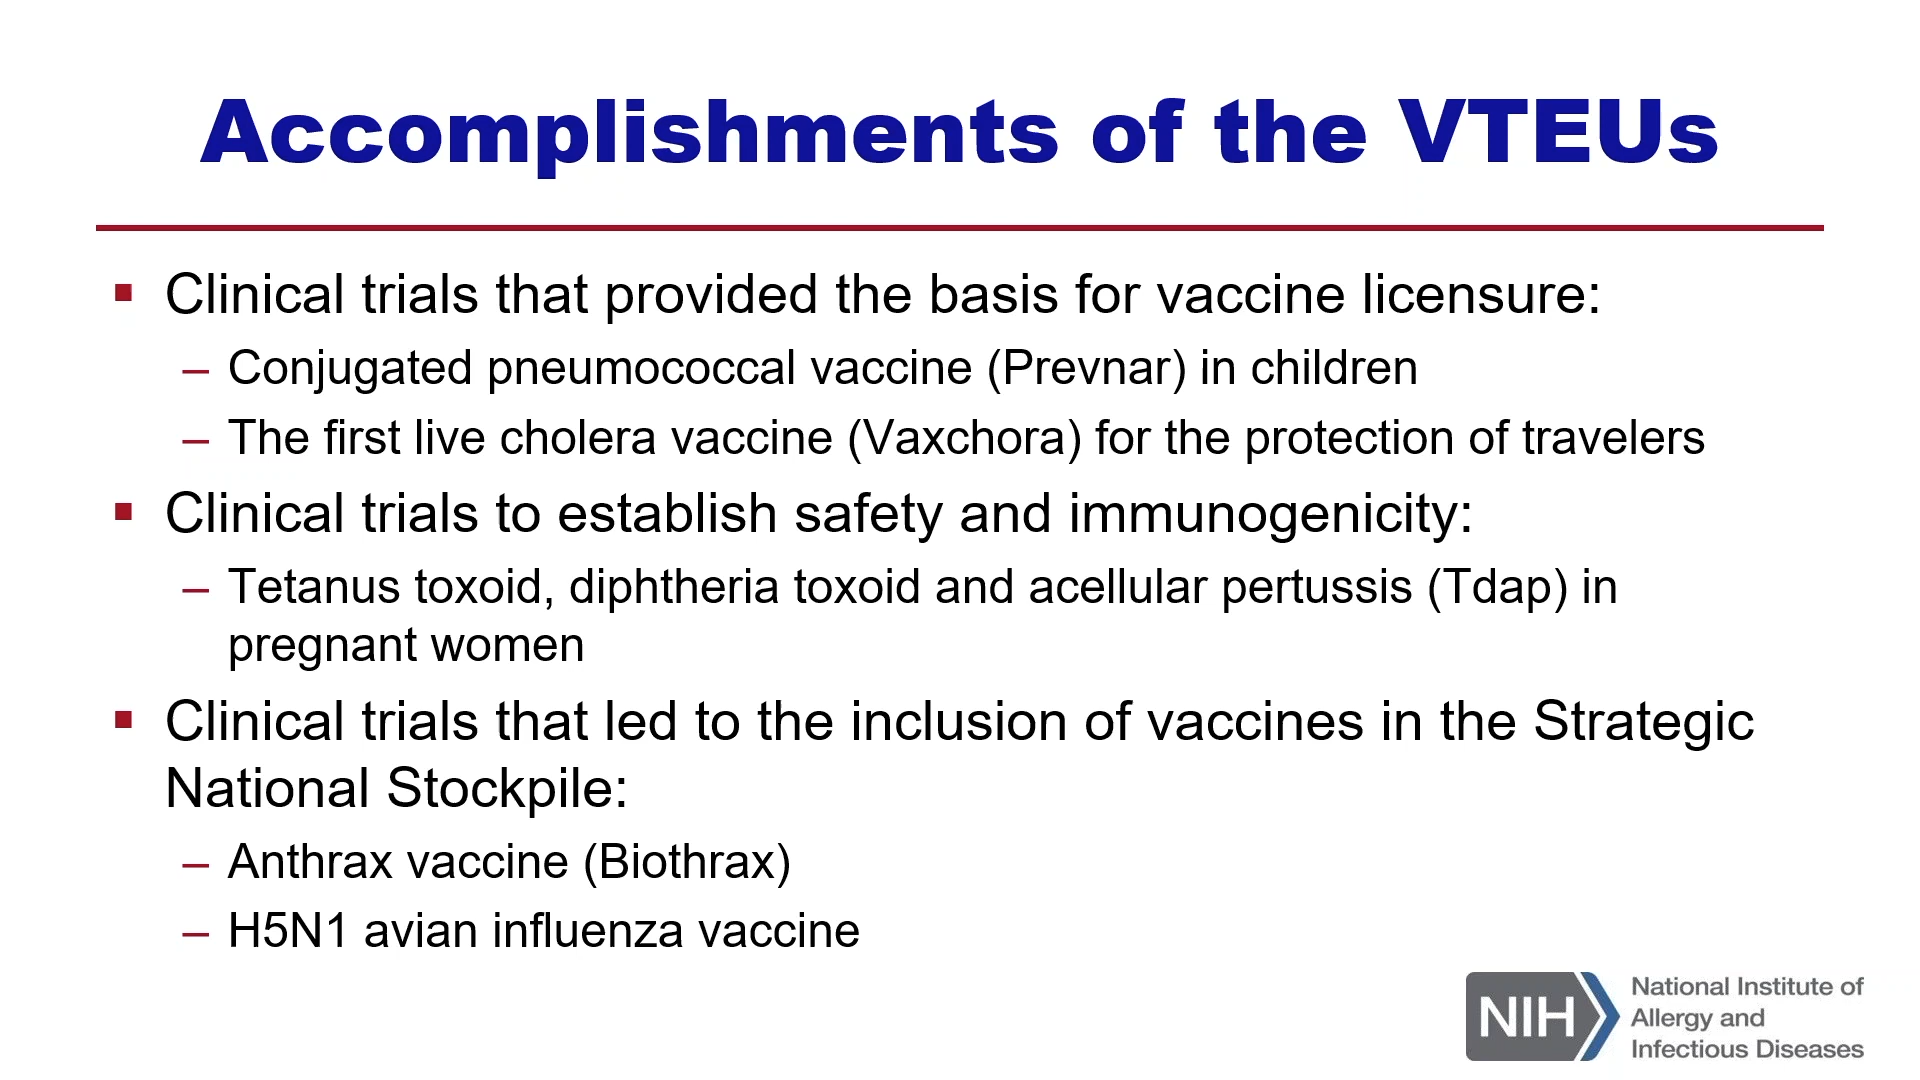 Accomplishments of the VTEUs
▪ Clinical trials that provided the basis for vaccine licensure:
– Conjugated pneumococcal vaccine (Prevnar) in children
– The first live cholera vaccine (Vaxchora) for the protection of travelers
▪ Clinical trials to establish safety and immunogenicity:
– Tetanus toxoid, diphtheria toxoid and acellular pertussis (Tdap) in
pregnant women
▪ Clinical trials that led to the inclusion of vaccines in the Strategic
National Stockpile:
– Anthrax vaccine (Biothrax)
– H5N1 avian influenza vaccine
NIH
National Institute of
Allergy and
Infectious Diseases